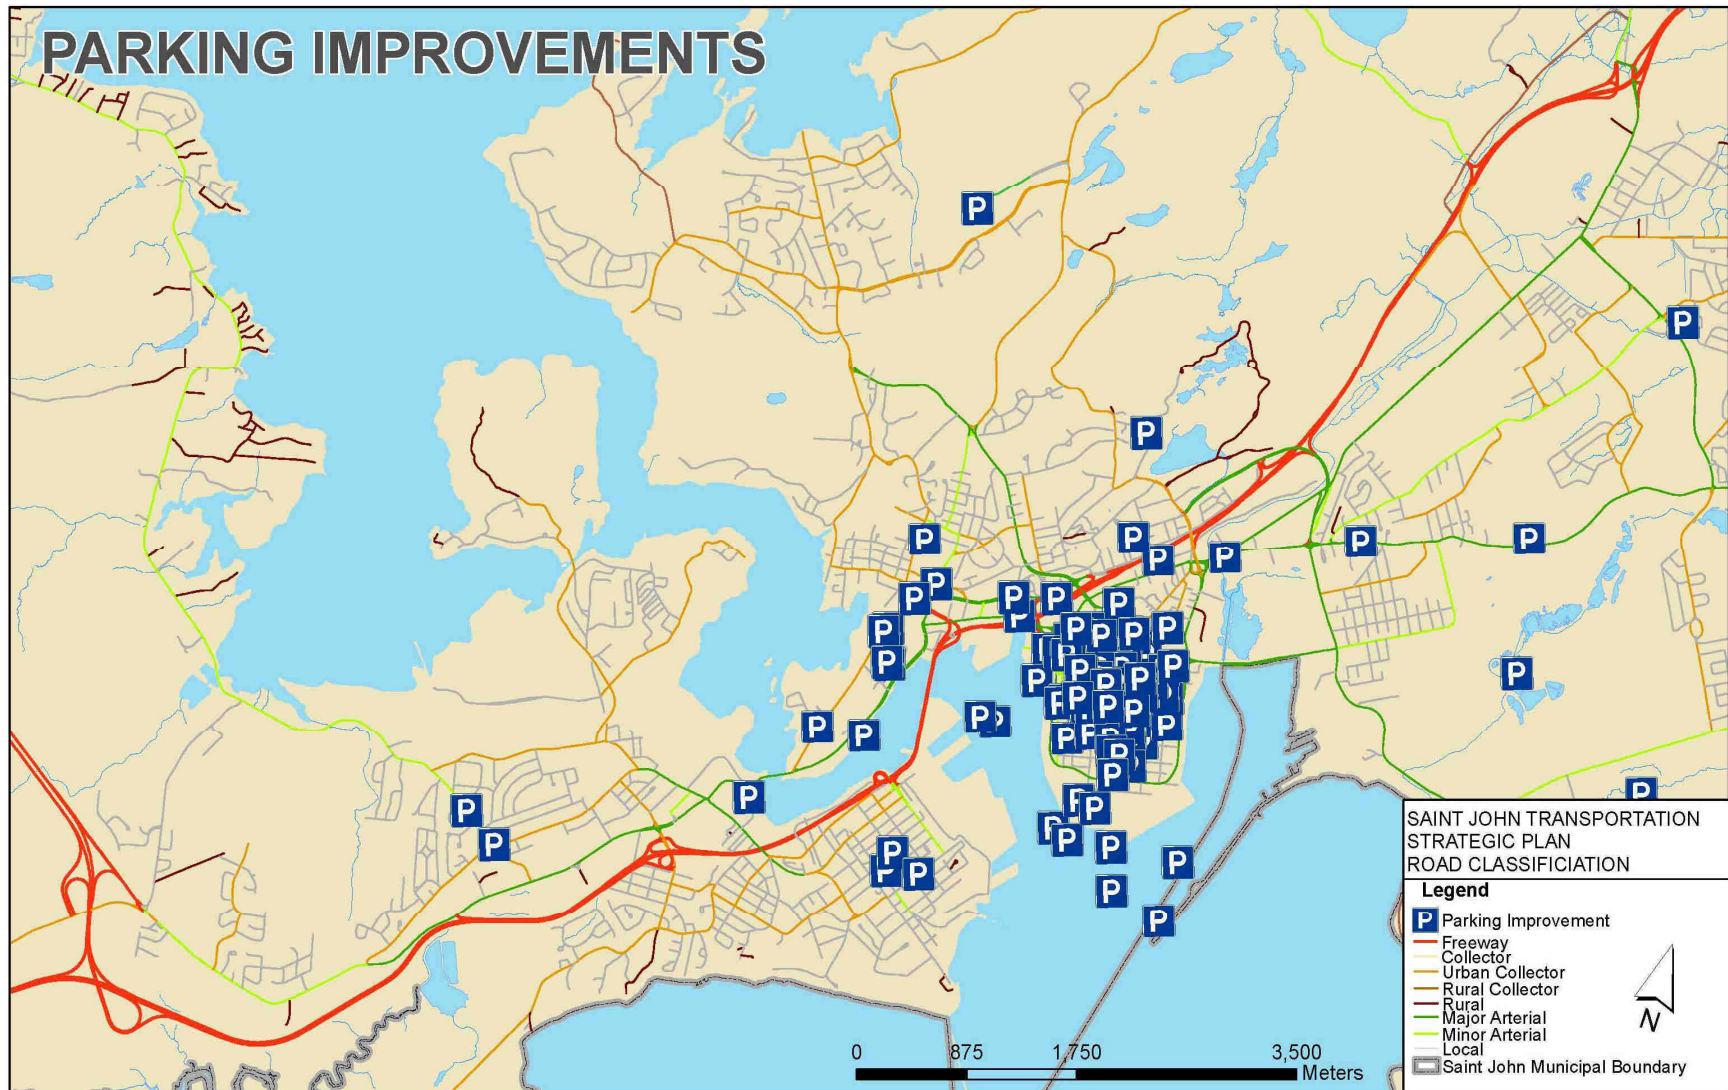 PARKING IMPROVEMENTS
SAINT JOHN TRANSPORTATION
STRATEGIC PLAN
ROAD CLASSIFICIATION
Legend
P Parking Improvement
Freeway
Collector
Urban Collector
Rural Collector
Rural
Major Arterial
Minor Arterial
Local
Saint John Municipal Boundary
N
0 875 1,750 3,500
Meters